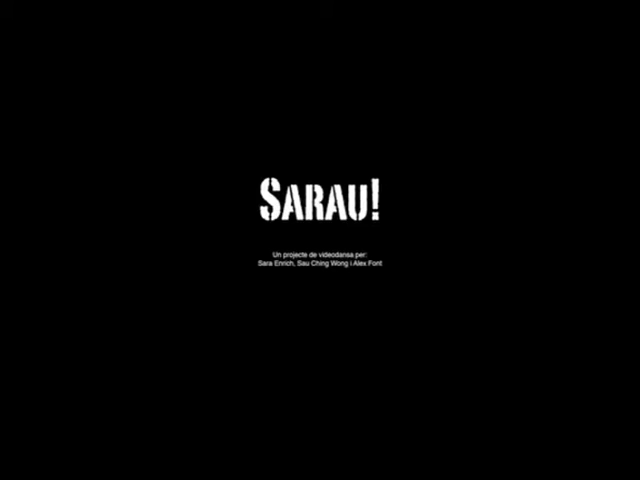 SARAU!
Un projecte de videodansa per:
Sara Enrich, Sau Ching Wong i Alex Font